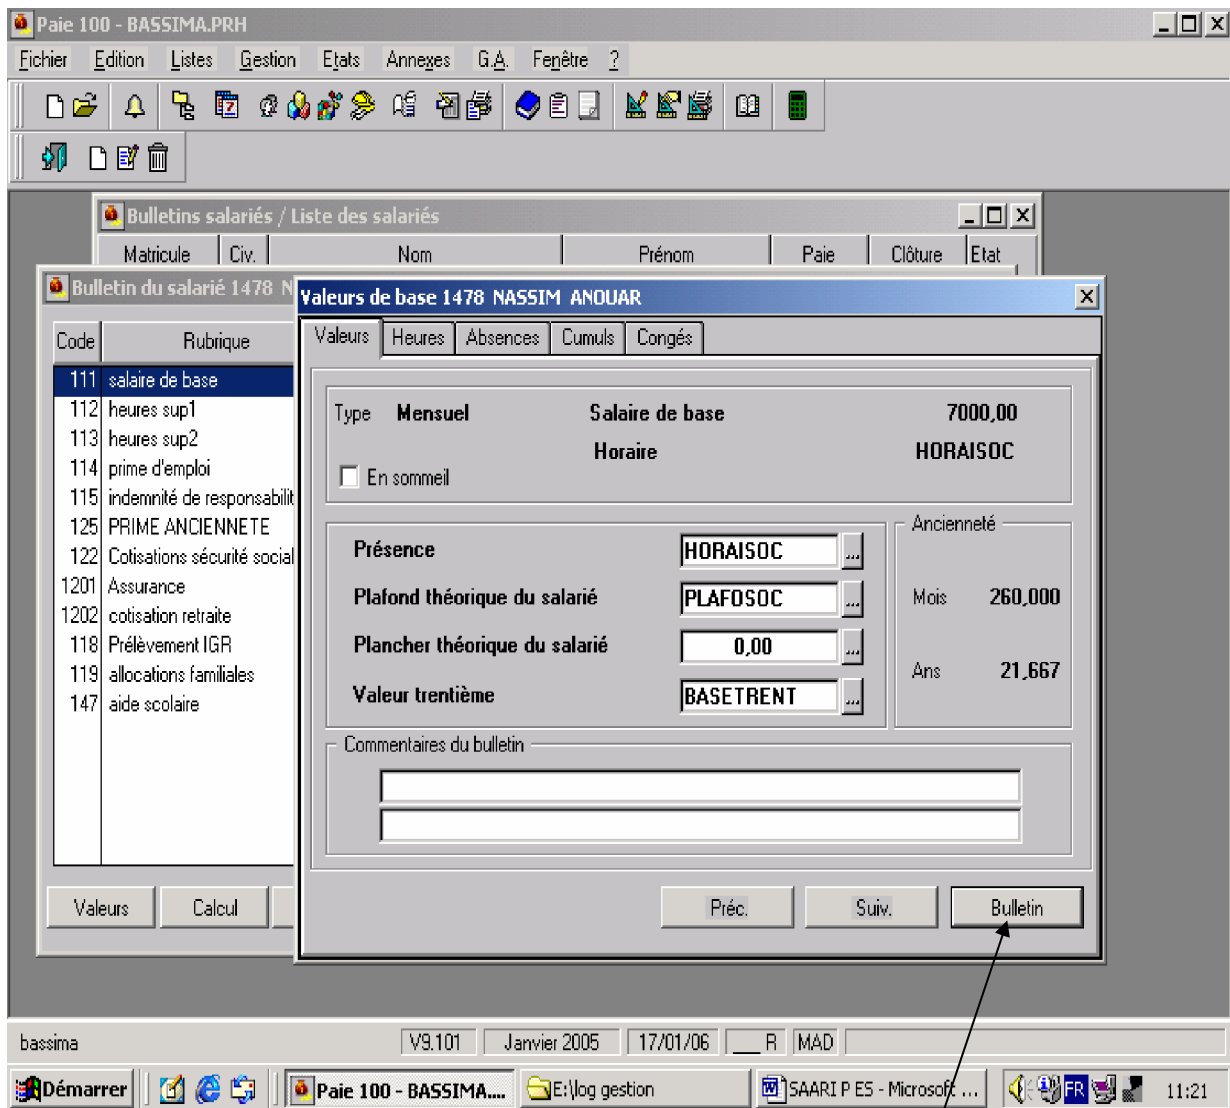 Paie 100 - BASSIMA.PRH
Fichier Edition Listes Gestion Etats Annexes G.A. Fenêtre ?
Bulletins salariés / Liste des salariés
Matricule Civ. Nom Prénom Paie Clôture Etat
Bulletin du salarié 1478 N
Valeurs de base 1478 NASSIM ANOUAR
Valeurs Heures Absences Cumuls Congés
Code Rubrique
111 salaire de base
112 heures sup1
113 heures sup2
114 prime d'emploi
115 indemnité de responsabilit
125 PRIME ANCIENNETE
122 Cotisations sécurité social
1201 Assurance
1202 cotisation retraite
118 Prélèvement IGR
119 allocations familiales
147 aide scolaire
Valeurs Calcul
Type Mensuel Salaire de base 7000,00
Horaire HORAISOC
En sommeil
Présence HORAISOC ...
Plafond théorique du salarié PLAFOSOC ...
Plancher théorique du salarié 0,00 ...
Valeur trentième BASETRENT ...
Ancienneté
Mois 260,000
Ans 21,667
Commentaires du bulletin
Préc. Suiv. Bulletin
bassima V9.101 Janvier 2005 17/01/06 ___ R MAD
Démarrer Paie 100 - BASSIMA.... E:\log gestion SAARI P ES - Microsoft ... FR 11:21